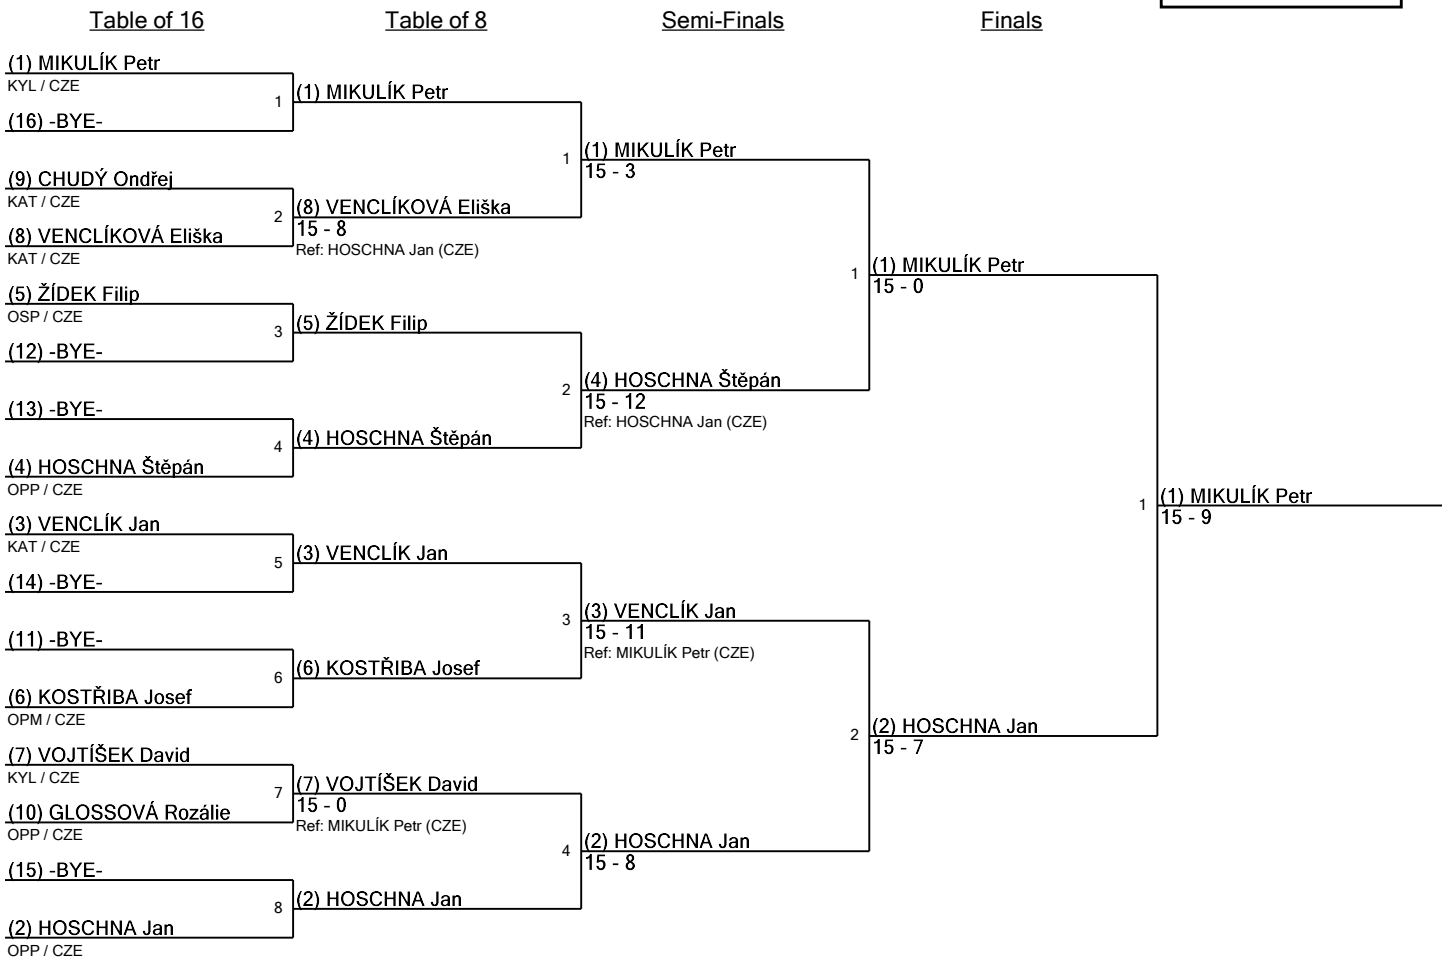 Table of 16
Table of 8
Semi-Finals
Finals
(1) MIKULÍK Petr
KYL / CZE
(16) -BYE-
(9) CHUDÝ Ondřej
KAT / CZE
(8) VENCLÍKOVÁ Eliška
KAT / CZE
(5) ŽÍDEK Filip
OSP / CZE
(12) -BYE-
(13) -BYE-
(4) HOSCHNA Štěpán
OPP / CZE
(3) VENCLÍK Jan
KAT / CZE
(14) -BYE-
(11) -BYE-
(6) KOSTŘIBA Josef
OPM / CZE
(7) VOJTÍŠEK David
KYL / CZE
(10) GLOSSOVÁ Rozálie
OPP / CZE
(15) -BYE-
(2) HOSCHNA Jan
OPP / CZE
1
(1) MIKULÍK Petr
2
(8) VENCLÍKOVÁ Eliška
15 - 8
Ref: HOSCHNA Jan (CZE)
3
(5) ŽÍDEK Filip
4
(4) HOSCHNA Štěpán
5
(3) VENCLÍK Jan
6
(6) KOSTŘIBA Josef
7
(7) VOJTÍŠEK David
15 - 0
Ref: MIKULÍK Petr (CZE)
8
(2) HOSCHNA Jan
1
(1) MIKULÍK Petr
15 - 3
2
(4) HOSCHNA Štěpán
15 - 12
Ref: HOSCHNA Jan (CZE)
3
(3) VENCLÍK Jan
15 - 11
Ref: MIKULÍK Petr (CZE)
4
(2) HOSCHNA Jan
15 - 8
1
(1) MIKULÍK Petr
15 - 0
2
(2) HOSCHNA Jan
15 - 7
1
(1) MIKULÍK Petr
15 - 9